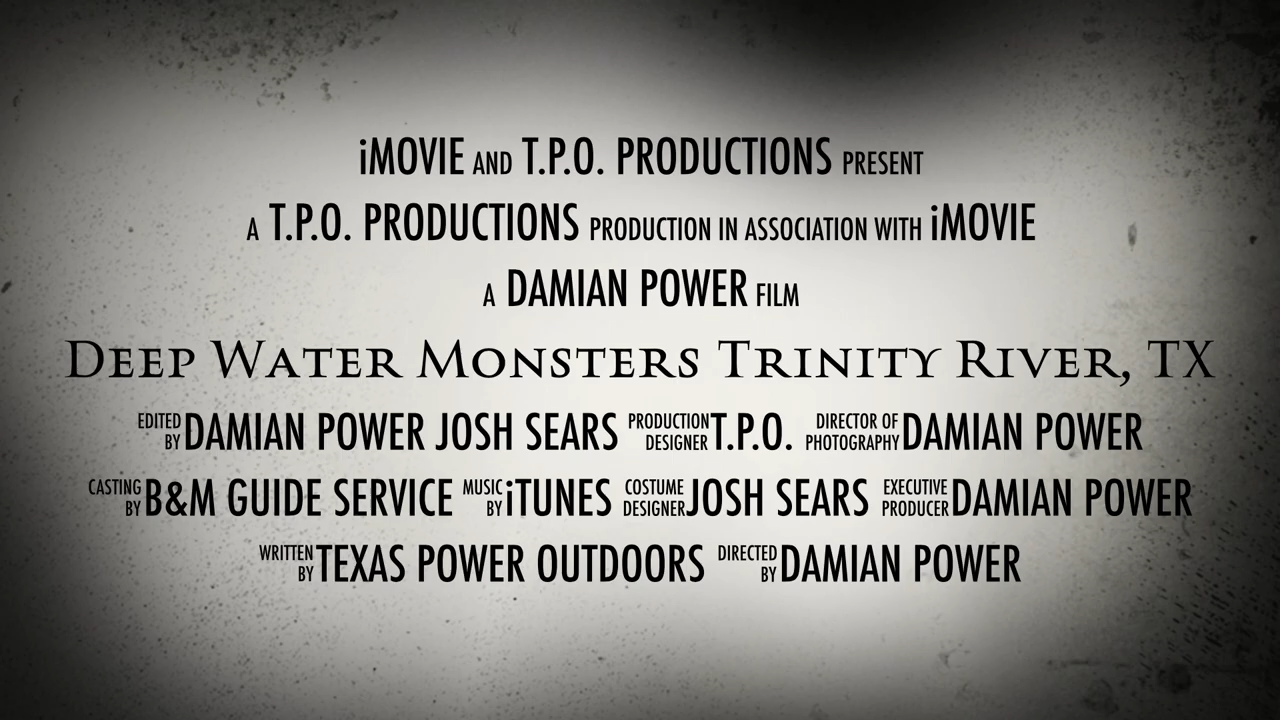 iMOVIE AND T.P.O. PRODUCTIONS PRESENT
A T.P.O. PRODUCTIONS PRODUCTION IN ASSOCIATION WITH iMOVIE
A DAMIAN POWER FILM
DEEP WATER MONSTERS TRINITY RIVER, TX
EDITED BY DAMIAN POWER JOSH SEARS PRODUCTION DESIGNER T.P.O. DIRECTOR OF PHOTOGRAPHY DAMIAN POWER
CASTING BY B&M GUIDE SERVICE MUSIC BY iTUNES COSTUME DESIGNER JOSH SEARS EXECUTIVE PRODUCER DAMIAN POWER
WRITTEN BY TEXAS POWER OUTDOORS DIRECTED BY DAMIAN POWER